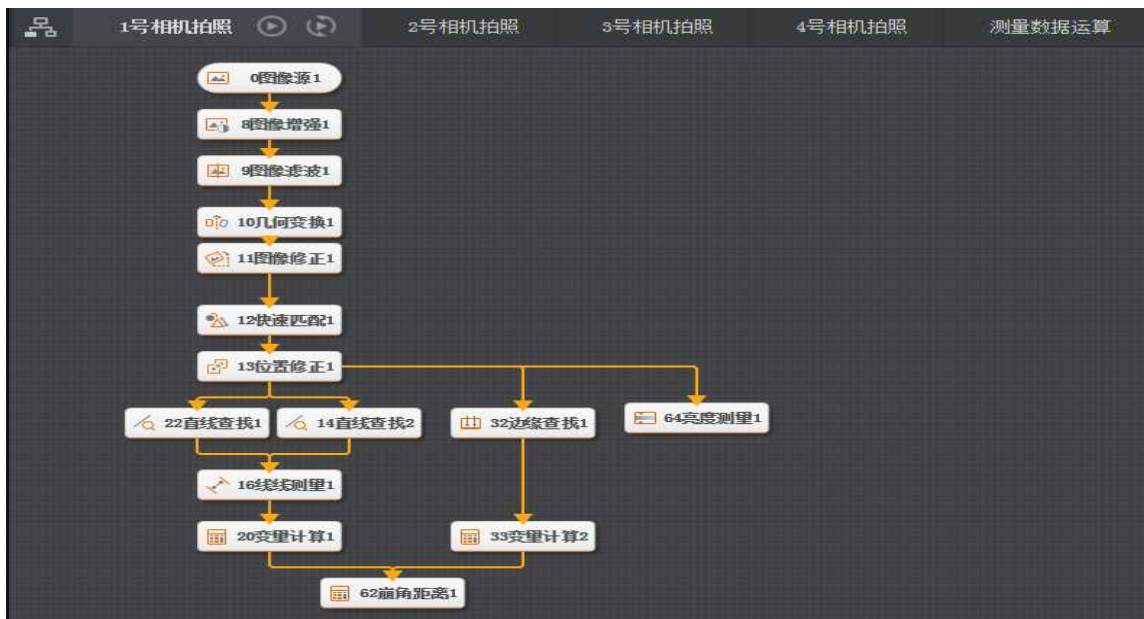 1号相机拍照 2号相机拍照 3号相机拍照 4号相机拍照 测量数据运算
0图像源1
8图像增强1
9图像滤波1
10几何变换1
11图像修正1
12快速匹配1
13位置修正1
22直线查找1 14直线查找2 32边缘查找1 64亮度测量1
16线线测量1
20变量计算1 33变量计算2
62崩角距离1